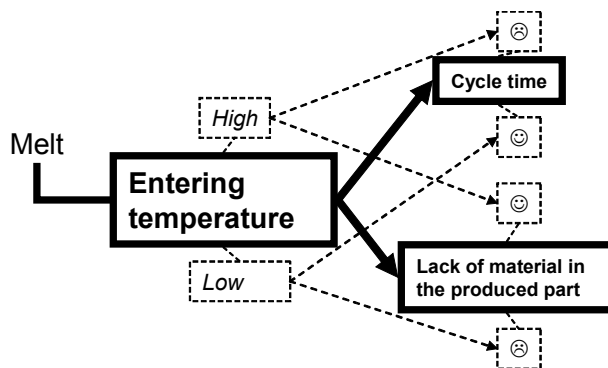 ☹
Cycle time
High
Melt
☺
Entering
temperature
☺
Low
Lack of material in
the produced part
☹